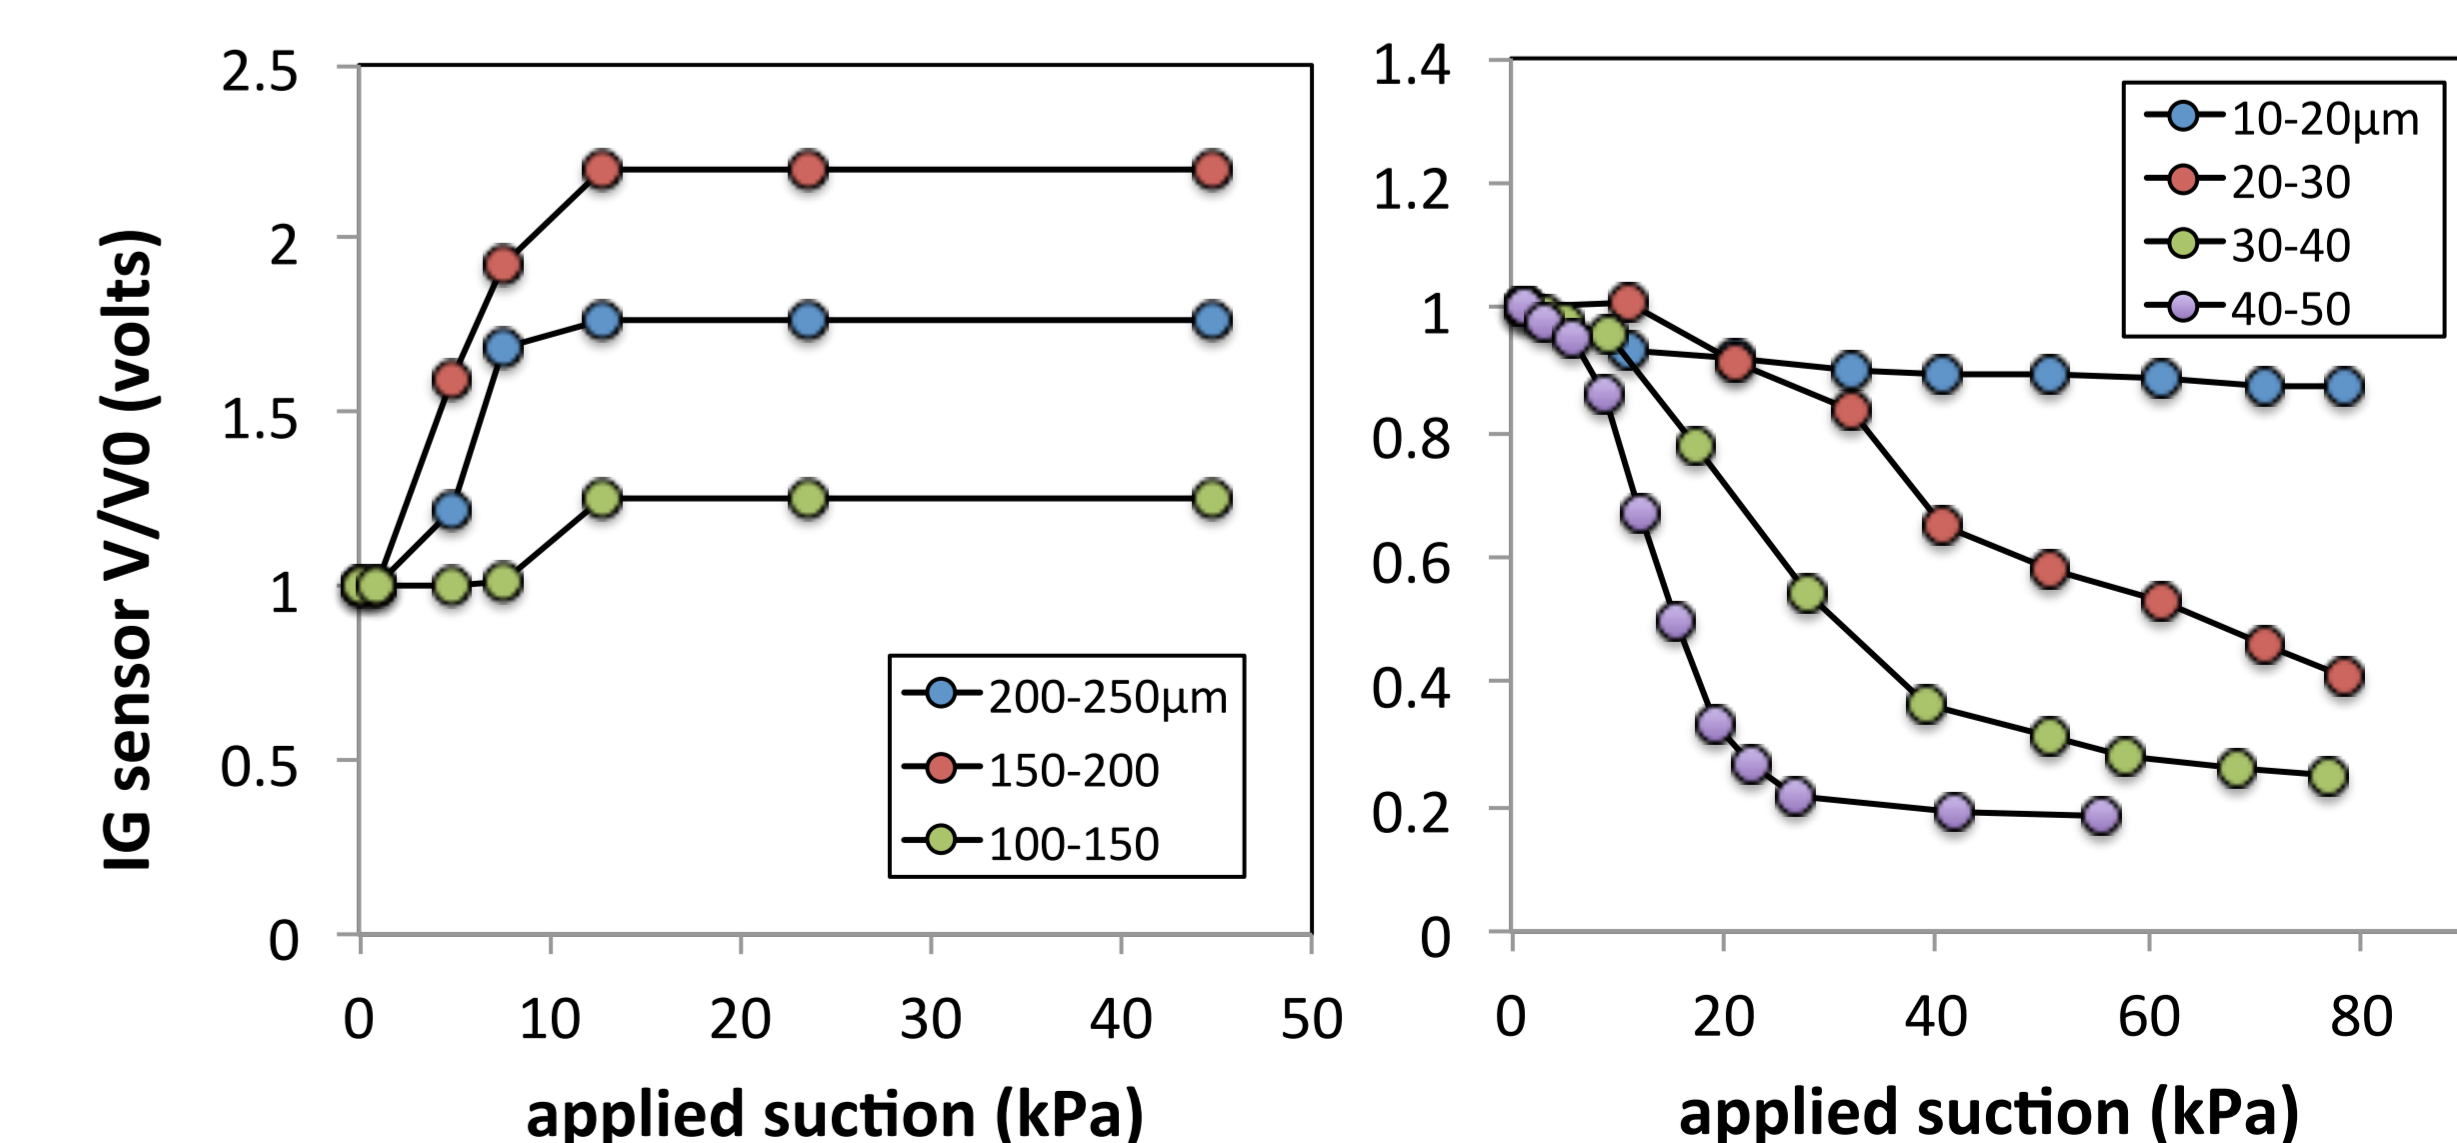 IG sensor V/V0 (volts)
2.5
2
1.5
1
0.5
0
0 10 20 30 40 50
applied suction (kPa)
200-250µm
150-200
100-150
1.4
1.2
1
0.8
0.6
0.4
0.2
0
0 20 40 60 80
applied suction (kPa)
10-20µm
20-30
30-40
40-50